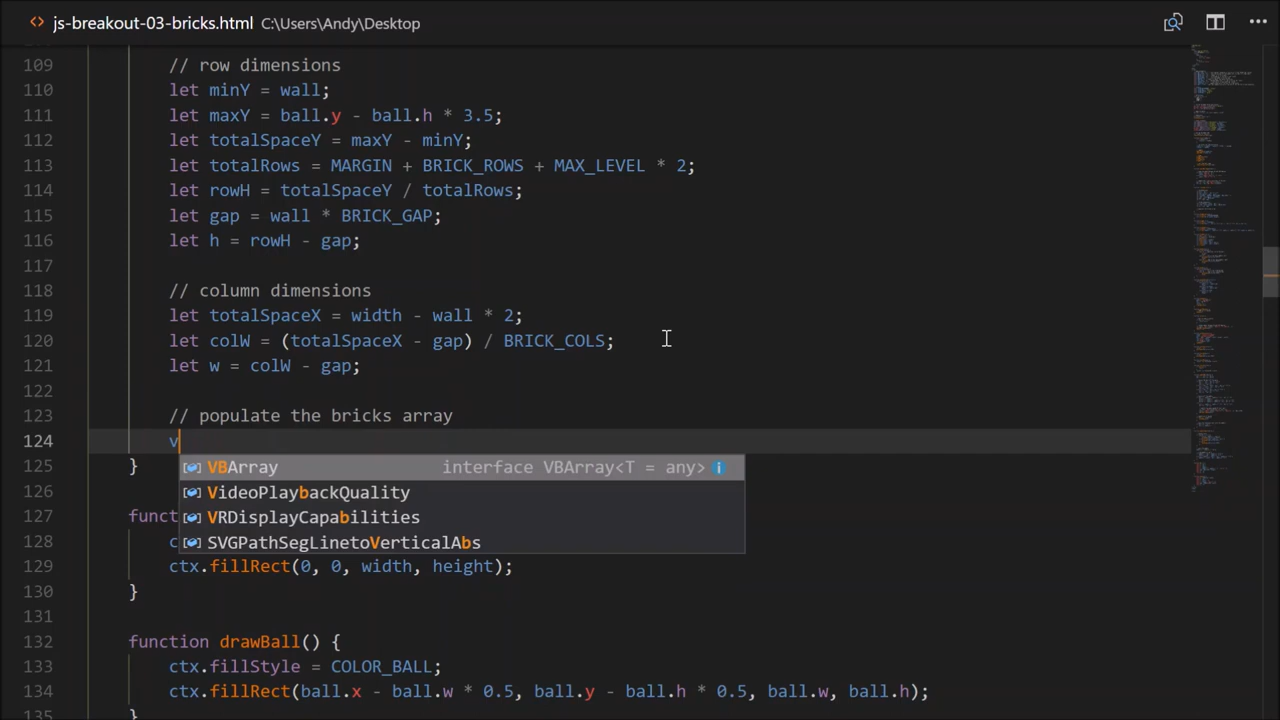 js-breakout-03-bricks.html C:\Users\Andy\Desktop
109 // row dimensions
110 let minY = wall;
111 let maxY = ball.y - ball.h * 3.5;
112 let totalSpaceY = maxY - minY;
113 let totalRows = MARGIN + BRICK_ROWS + MAX_LEVEL * 2;
114 let rowH = totalSpaceY / totalRows;
115 let gap = wall * BRICK_GAP;
116 let h = rowH - gap;
117
118 // column dimensions
119 let totalSpaceX = width - wall * 2;
120 let colW = (totalSpaceX - gap) / BRICK_COLS;
121 let w = colW - gap;
122
123 // populate the bricks array
124 v
125 }
VBArray interface VBArray<T = any>
126
VideoPlaybackQuality
127 funct
VRDisplayCapabilities
128 c
SVGPathSegLinetoVerticalAbs
129 ctx.fillRect(0, 0, width, height);
130 }
131
132 function drawBall() {
133 ctx.fillStyle = COLOR_BALL;
134 ctx.fillRect(ball.x - ball.w * 0.5, ball.y - ball.h * 0.5, ball.w, ball.h);
135 }